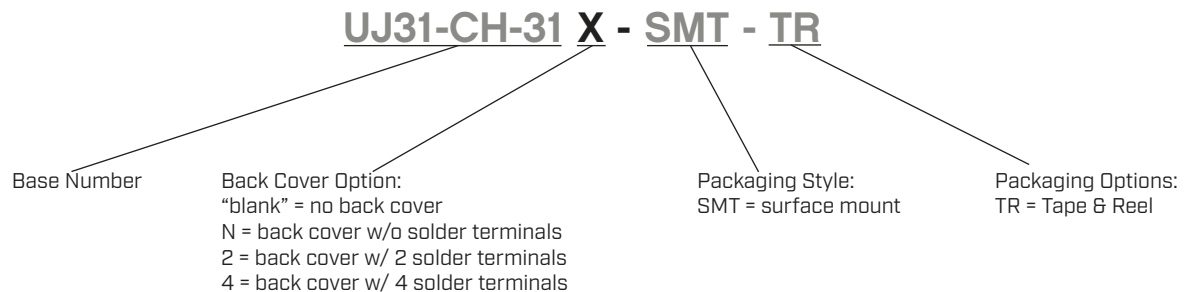 UJ31-CH-31 X - SMT - TR
Base Number
Back Cover Option:
"blank" = no back cover
N = back cover w/o solder terminals
2 = back cover w/ 2 solder terminals
4 = back cover w/ 4 solder terminals
Packaging Style:
SMT = surface mount
Packaging Options:
TR = Tape & Reel